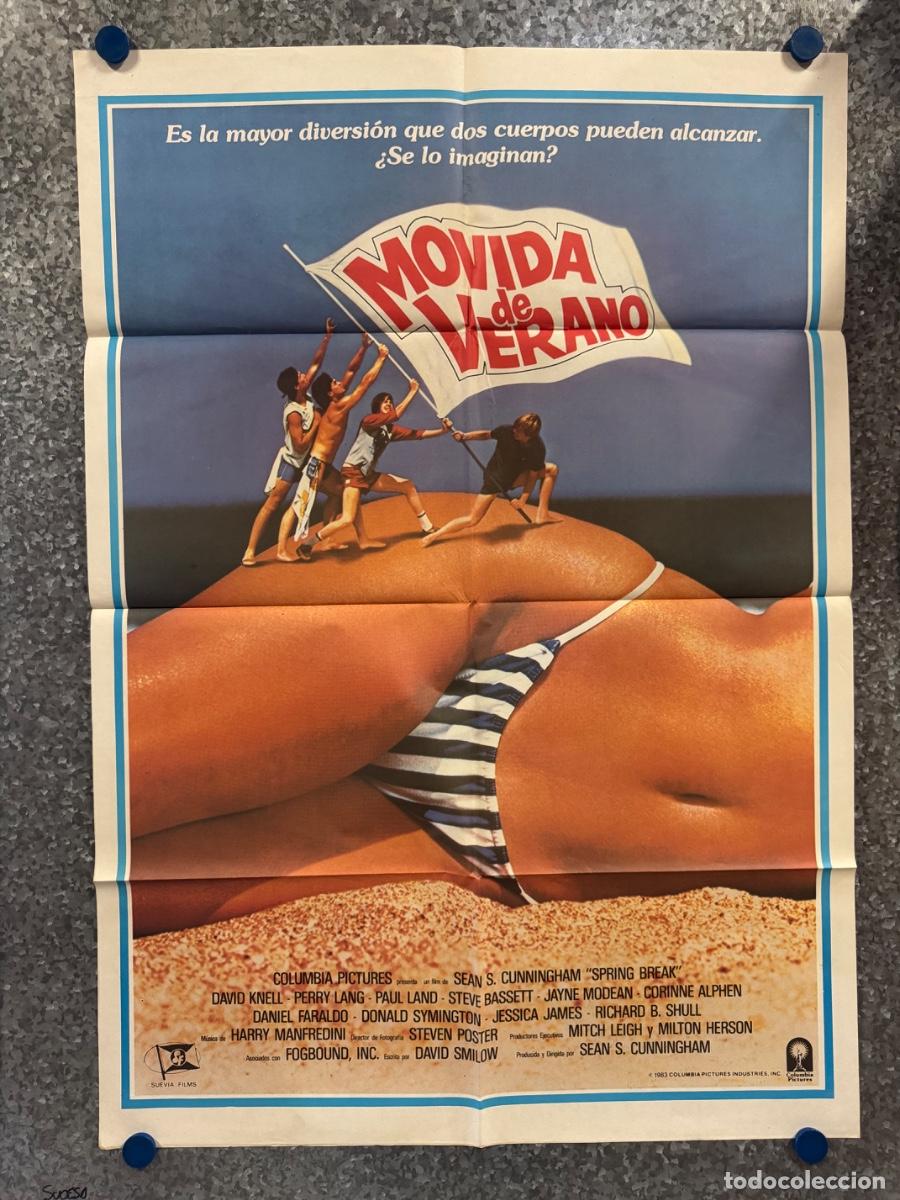 Es la mayor diversión que dos cuerpos pueden alcanzar.
¿Se lo imaginan?
MOVIDA
de
VERANO
COLUMBIA PICTURES presenta un film de SEAN S. CUNNINGHAM "SPRING BREAK"
DAVID KNELL - PERRY LANG - PAUL LAND - STEVE BASSETT - JAYNE MODEAN - CORINNE ALPHEN
DANIEL FARALDO - DONALD SYMINGTON - JESSICA JAMES - RICHARD B. SHULL
Música de HARRY MANFREDINI Director de Fotografía STEVEN POSTER Productores Ejecutivos MITCH LEIGH y MILTON HERSON
Asociados con FOGBOUND, INC. Escrita por DAVID SMILOW Producida y Dirigida por SEAN S. CUNNINGHAM
SUEVIA FILMS
© 1983 COLUMBIA PICTURES INDUSTRIES, INC.
Columbia
Pictures
Suceso
todocoleccion